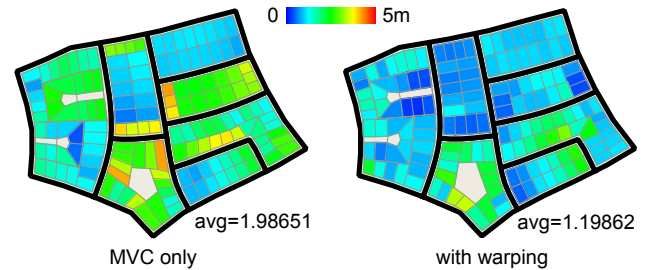 0 5m
avg=1.98651
avg=1.19862
MVC only
with warping